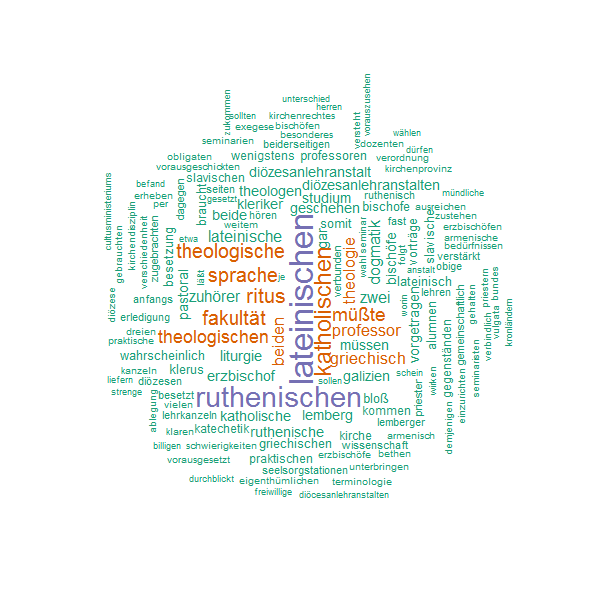 unterschied
herren
sollten
kirchenrechtes
zukommen
vorauszusehen
exegese
bischöfen
besonderes
versteht
wählen
seminarien
beiderseitigen
dozenten
dürfen
obligaten
wenigstens
professoren
verordnung
vorausgeschickten
diözesanlehranstalt
kirchenprovinz
slavischen
befand
seiten
theologen
diözesanlehranstalten
mündliche
dagegen
braucht
erheben
gesetzt
kleriker
studium
ruthenisch
per
beide
hören
geschehen
bischöfe
ausreichen
cultusministeriums
gebrauchten
kirchendisziplin
verschiedenheit
zugebrachten
weitem
somit
fast
zustehen
besetzung
etwa
lateinische
gar
wahl
seminar
dogmatik
bischöfe
folgt
vorträge
slavische
erzbischöfen
armenische
bedürfnissen
theologische
lateinischen
katholischen
verbunden
theologie
verstärkt
läßt
sprache
je
anstalt
obige
diözese
pastoral
zuhörer
ritus
zwei
worin
vorgetragen
lateinisch
lehren
priestern
bundes
anfangs
fakultät
müßte
alumnen
gegenständen
gemeinschaftlich
gehalten
verbindlich
vulgata
kronländern
erledigung
dreien
praktische
theologischen
beiden
professor
müssen
wahrscheinlich
liturgie
griechisch
kanzeln
klerus
erzbischof
galizien
schein
wirken
einzurichten
seminaristen
liefern
diözesen
sollen
priester
demjenigen
strenge
besetzt
ruthenischen
bloß
ablegung
vielen
lehrkanzeln
katholische
lemberg
kommen
lemberger
klaren
katechetik
ruthenische
kirche
armenisch
billigen
schwierigkeiten
griechischen
wissenschaft
vorausgesetzt
praktischen
erzbischöfe
bethen
seelsorgstationen
unterbringen
durchblickt
eigenthümlichen
terminologie
freiwillige
diöcesanlehranstalten